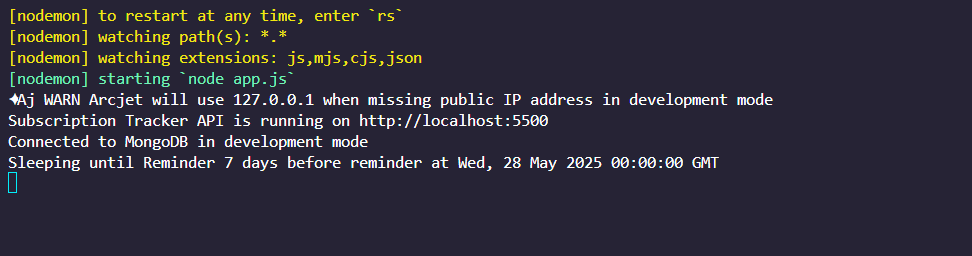 [nodemon] to restart at any time, enter `rs`
[nodemon] watching path(s): *.*
[nodemon] watching extensions: js,mjs,cjs,json
[nodemon] starting `node app.js`
✦Aj WARN Arcjet will use 127.0.0.1 when missing public IP address in development mode
Subscription Tracker API is running on http://localhost:5500
Connected to MongoDB in development mode
Sleeping until Reminder 7 days before reminder at Wed, 28 May 2025 00:00:00 GMT